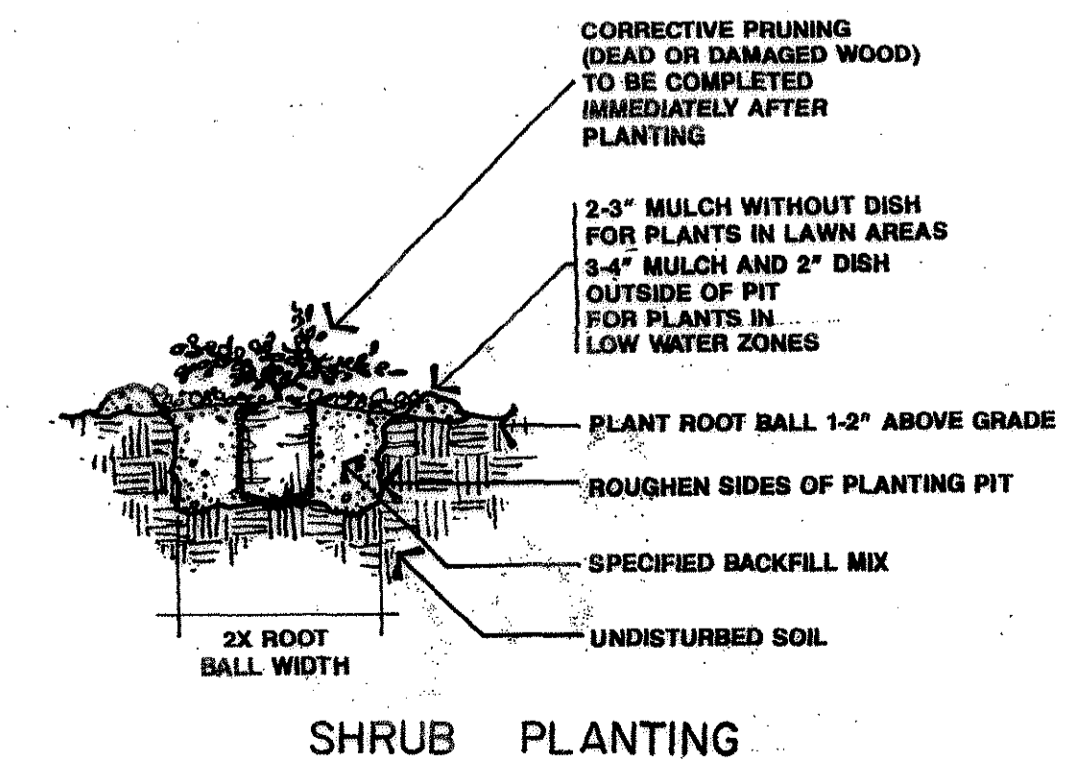 CORRECTIVE PRUNING
(DEAD OR DAMAGED WOOD)
TO BE COMPLETED
IMMEDIATELY AFTER
PLANTING
2-3" MULCH WITHOUT DISH
FOR PLANTS IN LAWN AREAS
3-4" MULCH AND 2" DISH
OUTSIDE OF PIT
FOR PLANTS IN
LOW WATER ZONES
PLANT ROOT BALL 1-2" ABOVE GRADE
ROUGHEN SIDES OF PLANTING PIT
SPECIFIED BACKFILL MIX
UNDISTURBED SOIL
2X ROOT
BALL WIDTH
SHRUB PLANTING